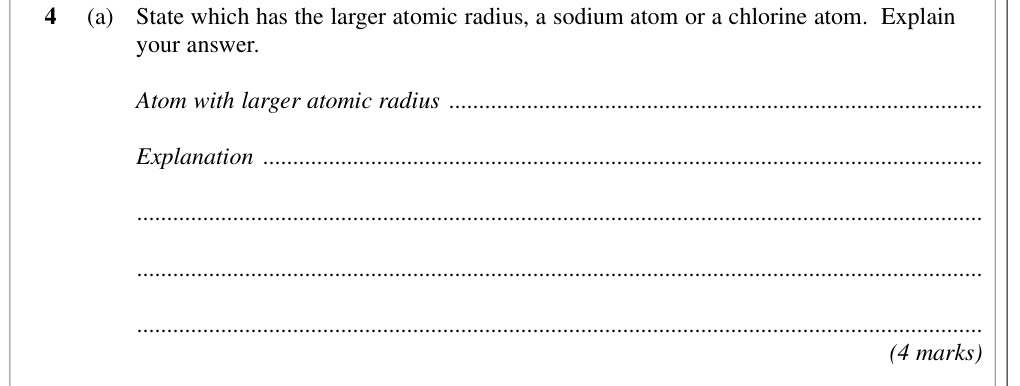 4 (a) State which has the larger atomic radius, a sodium atom or a chlorine atom. Explain
your answer.
Atom with larger atomic radius ..........................................................................................
Explanation .........................................................................................................................
..............................................................................................................................................
..............................................................................................................................................
..............................................................................................................................................
(4 marks)